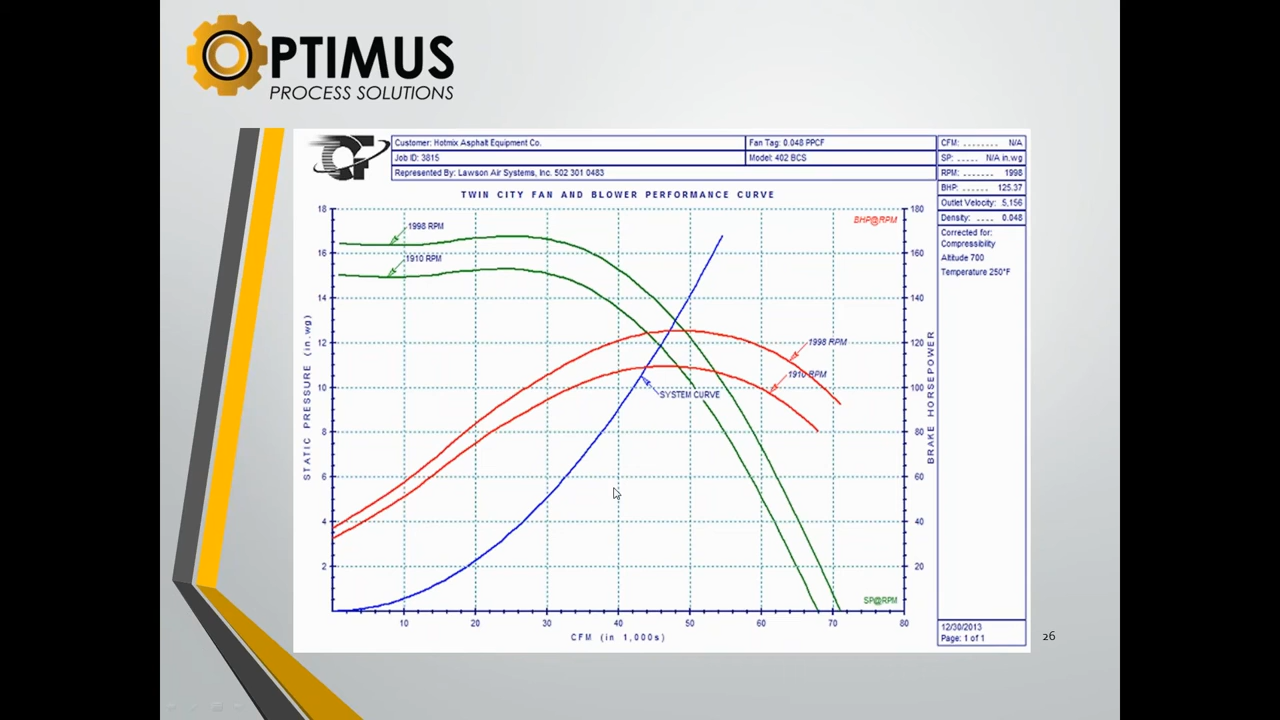 OPTIMUS
PROCESS SOLUTIONS
Customer: Hotmix Asphalt Equipment Co.
Fan Tag: 0.048 PPCF
Job ID: 3815
Model: 402 BCS
Represented By: Lawson Air Systems, Inc. 502 301 0483
CFM: ........ N/A
SP: ..... N/A in.wg
RPM: ....... 1998
BHP: ...... 125.37
Outlet Velocity: . 5,156
Density: .... 0.048
Corrected for:
Compressibility
Altitude 700
Temperature 250°F
TWIN CITY FAN AND BLOWER PERFORMANCE CURVE
18
16
14
12
10
8
6
4
2
STATIC PRESSURE (in.wg)
1998 RPM
1910 RPM
BHP@RPM
1998 RPM
1910 RPM
SYSTEM CURVE
SP@RPM
180
160
140
120
100
80
60
40
20
BRAKE HORSEPOWER
10 20 30 40 50 60 70 80
CFM (in 1,000s)
12/30/2013
Page: 1 of 1
26